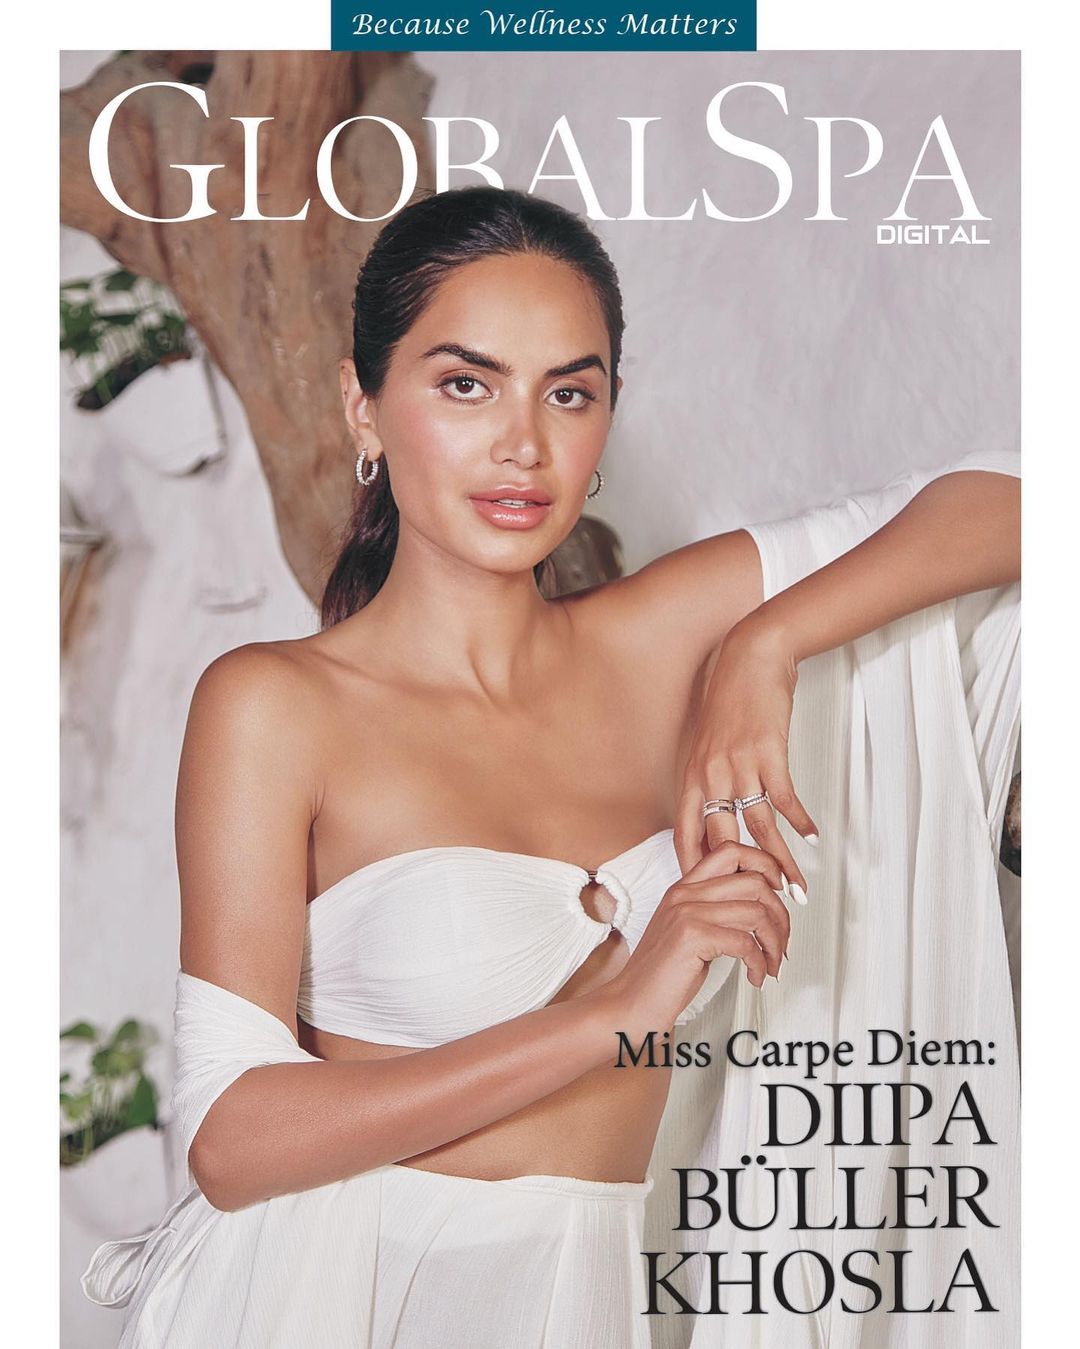 Because Wellness Matters
GLOBALSPA
DIGITAL
Miss Carpe Diem:
DIIPA
BÜLLER
KHOSLA